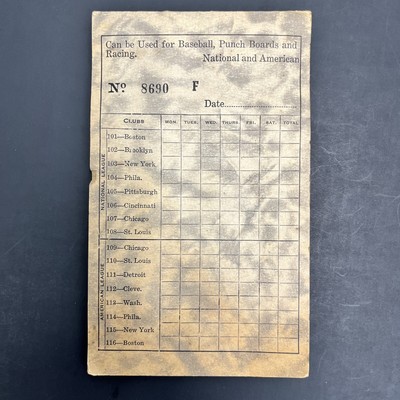 Can be Used for Baseball, Punch Boards and
Racing. National and American
No 8690 F
Date....................
CLUBS MON. TUES. WED. THURS. FRI. SAT. TOTAL
NATIONAL LEAGUE
101—Boston
102—Brooklyn
103—New York
104—Phila.
105—Pittsburgh
106—Cincinnati
107—Chicago
108—St. Louis
AMERICAN LEAGUE
109—Chicago
110—St. Louis
111—Detroit
112—Cleve.
113—Wash.
114—Phila.
115—New York
116—Boston